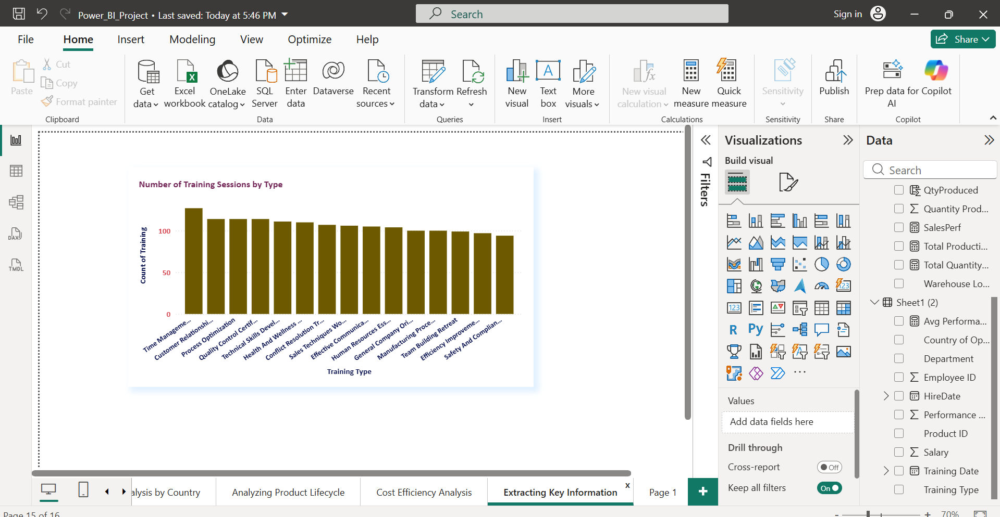 Power_BI_Project • Last saved: Today at 5:46 PM
Search
Sign in
File Home Insert Modeling View Optimize Help
Share
Paste
Cut
Copy
Format painter
Clipboard
Get data
Excel workbook
OneLake catalog
SQL Server
Enter data
Dataverse
Recent sources
Data
Transform data
Refresh
Queries
New visual
Text box
More visuals
Insert
New visual calculation
New measure
Quick measure
Calculations
Sensitivity
Sensitivity
Publish
Share
Prep data for AI
Copilot
Copilot
DAX
TMDL
Number of Training Sessions by Type
Count of Training
100
50
0
Time Manageme...
Customer Relationshi...
Process Optimization
Quality Control Certif...
Technical Skills Devel...
Health And Wellness ...
Conflict Resolution Tr...
Sales Techniques Wo...
Effective Communica...
Human Resources Ess...
General Company Ori...
Manufacturing Proce...
Team Building Retreat
Efficiency Improveme...
Safety And Complian...
Training Type
Filters
Visualizations
Build visual
123
123
R
Py
Values
Add data fields here
Drill through
Cross-report
Off
Keep all filters
On
Data
Search
QtyProduced
Quantity Prod...
SalesPerf
Total Producti...
Total Quantity...
Warehouse Lo...
Sheet1 (2)
Avg Performa...
Country of Op...
Department
Employee ID
HireDate
Performance ...
Product ID
Salary
Training Date
Training Type
alysis by Country
Analyzing Product Lifecycle
Cost Efficiency Analysis
Extracting Key Information
x
Page 1
Page 15 of 16
70%